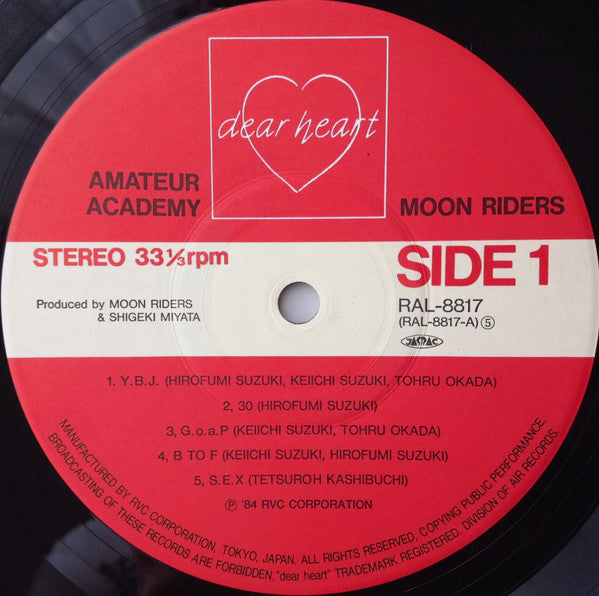 dear heart
AMATEUR
ACADEMY
MOON RIDERS
STEREO 33⅓rpm
SIDE 1
Produced by MOON RIDERS
& SHIGEKI MIYATA
RAL-8817
(RAL-8817-A)⑤
JASRAC
1. Y.B.J. (HIROFUMI SUZUKI, KEIICHI SUZUKI, TOHRU OKADA)
2, 30 (HIROFUMI SUZUKI)
3, G.o.a.P (KEIICHI SUZUKI, TOHRU OKADA)
4, B TO F (KEIICHI SUZUKI, HIROFUMI SUZUKI)
5, S.E.X (TETSUROH KASHIBUCHI)
Ⓟ '84 RVC CORPORATION
MANUFACTURED BY RVC CORPORATION, TOKYO, JAPAN. ALL RIGHTS RESERVED, COPYING PUBLIC PERFORMANCE,
BROADCASTING OF THESE RECORDS ARE FORBIDDEN, "dear heart" TRADEMARK REGISTERED. DIVISION OF AIR RECORDS